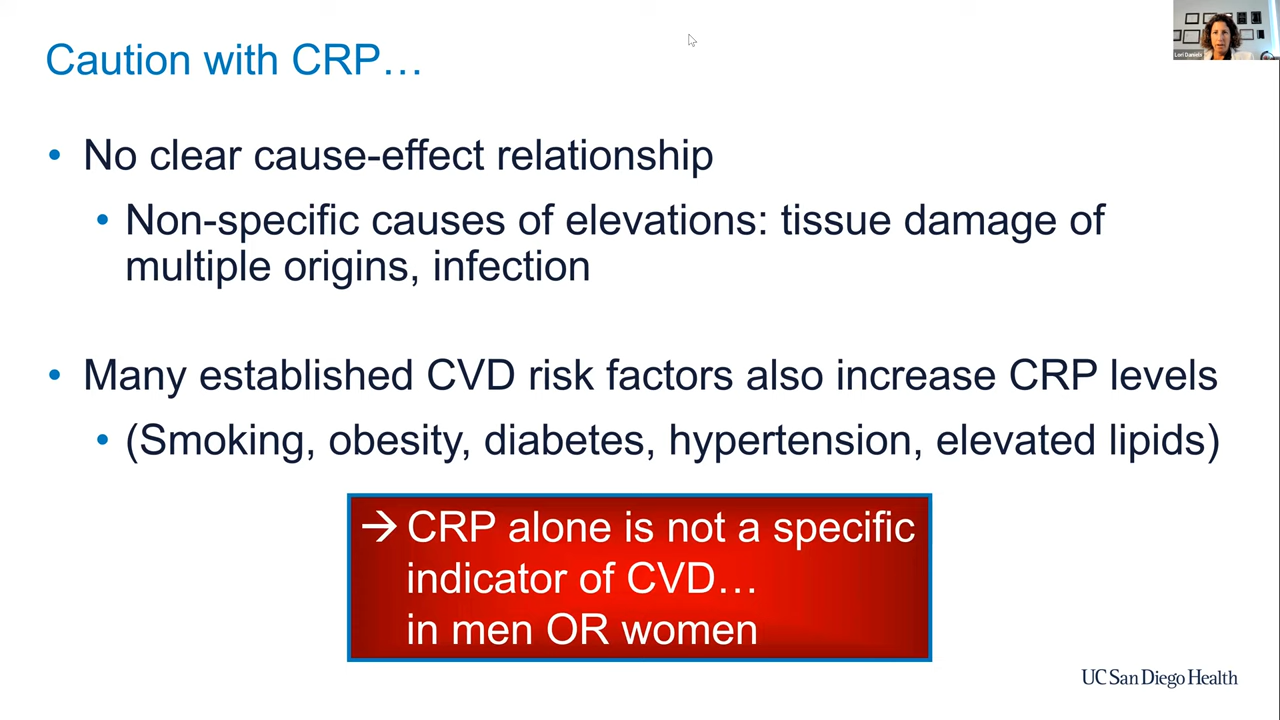 Caution with CRP…
Lori Daniels
• No clear cause-effect relationship
• Non-specific causes of elevations: tissue damage of
multiple origins, infection
• Many established CVD risk factors also increase CRP levels
• (Smoking, obesity, diabetes, hypertension, elevated lipids)
→ CRP alone is not a specific
indicator of CVD…
in men OR women
UC San Diego Health